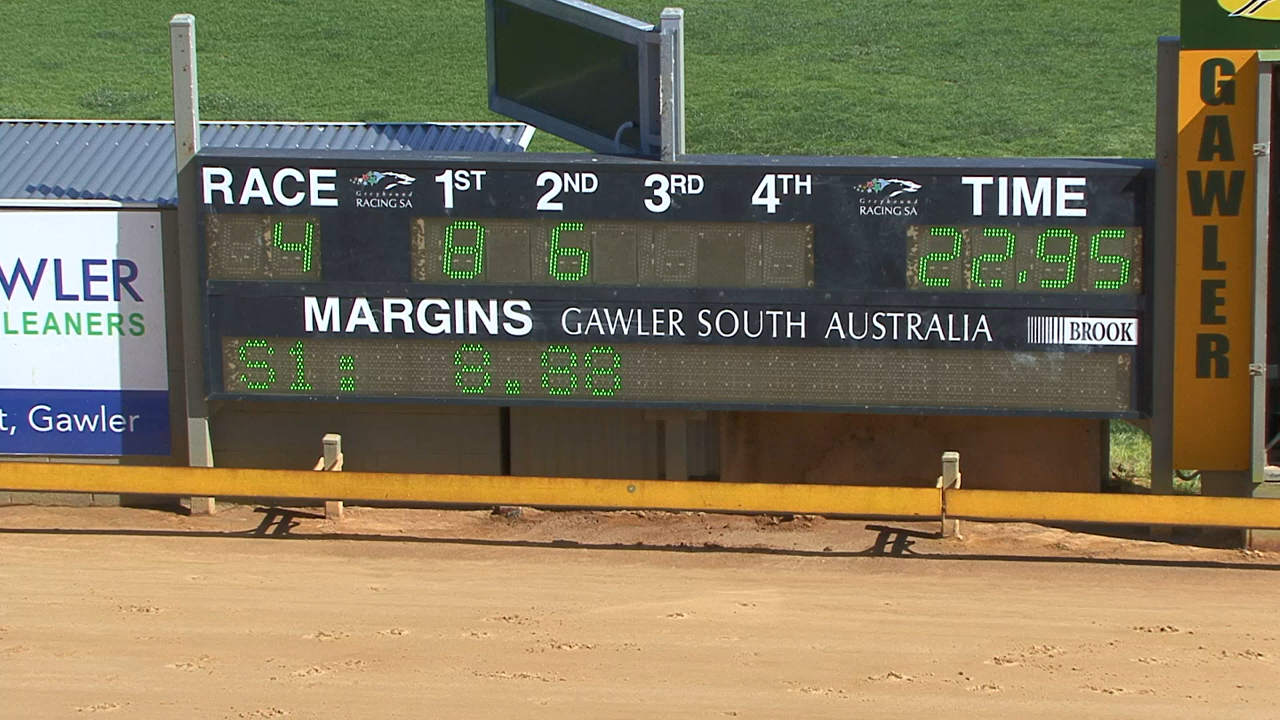 RACE Greyhound RACING SA 1ST 2ND 3RD 4TH Greyhound RACING SA TIME
4 8 6 22.95
MARGINS GAWLER SOUTH AUSTRALIA BROOK
S1: 8.88
WLER
LEANERS
t, Gawler
GAWLER